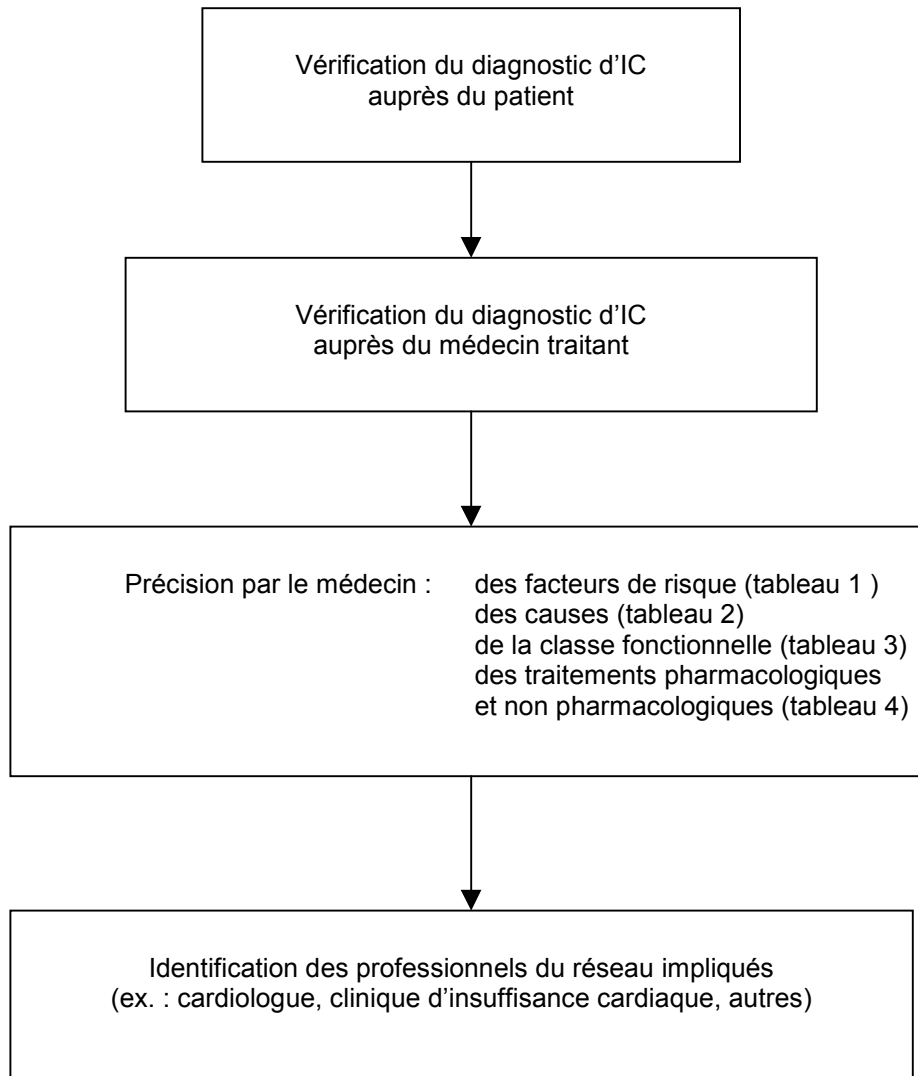 Vérification du diagnostic d’IC
auprès du patient
Vérification du diagnostic d’IC
auprès du médecin traitant
Précision par le médecin : des facteurs de risque (tableau 1 )
des causes (tableau 2)
de la classe fonctionnelle (tableau 3)
des traitements pharmacologiques
et non pharmacologiques (tableau 4)
Identification des professionnels du réseau impliqués
(ex. : cardiologue, clinique d’insuffisance cardiaque, autres)